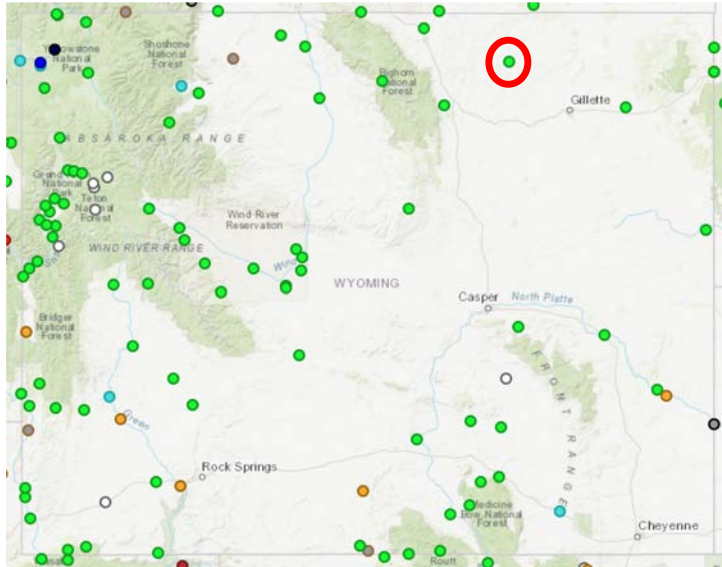 Yellowstone
National
Park
Shoshone
National
Forest
Bighorn
National
Forest
Gillette
ABSAROKA RANGE
National
Park
Teton
National
Forest
Wind River
Reservation
WIND RIVER RANGE
Wind
WYOMING
Casper
North Platte
Bridger
National
Forest
FRONT RANGE
Green
Rock Springs
Medicine
Bow National
Forest
Cheyenne
Routt